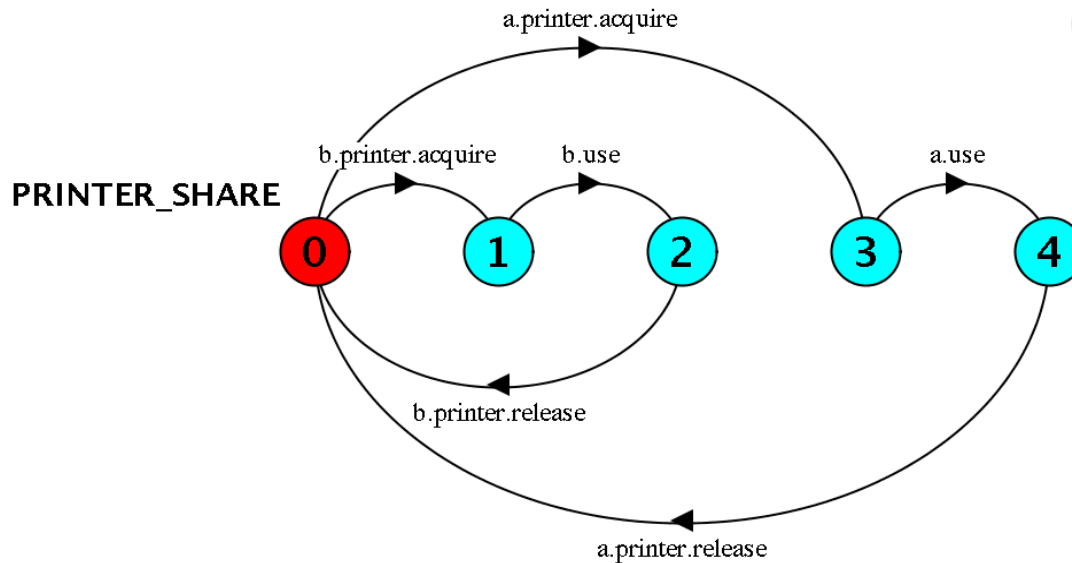 a.printer.acquire
b.printer.acquire
b.use
a.use
PRINTER_SHARE
0
1
2
3
4
b.printer.release
a.printer.release